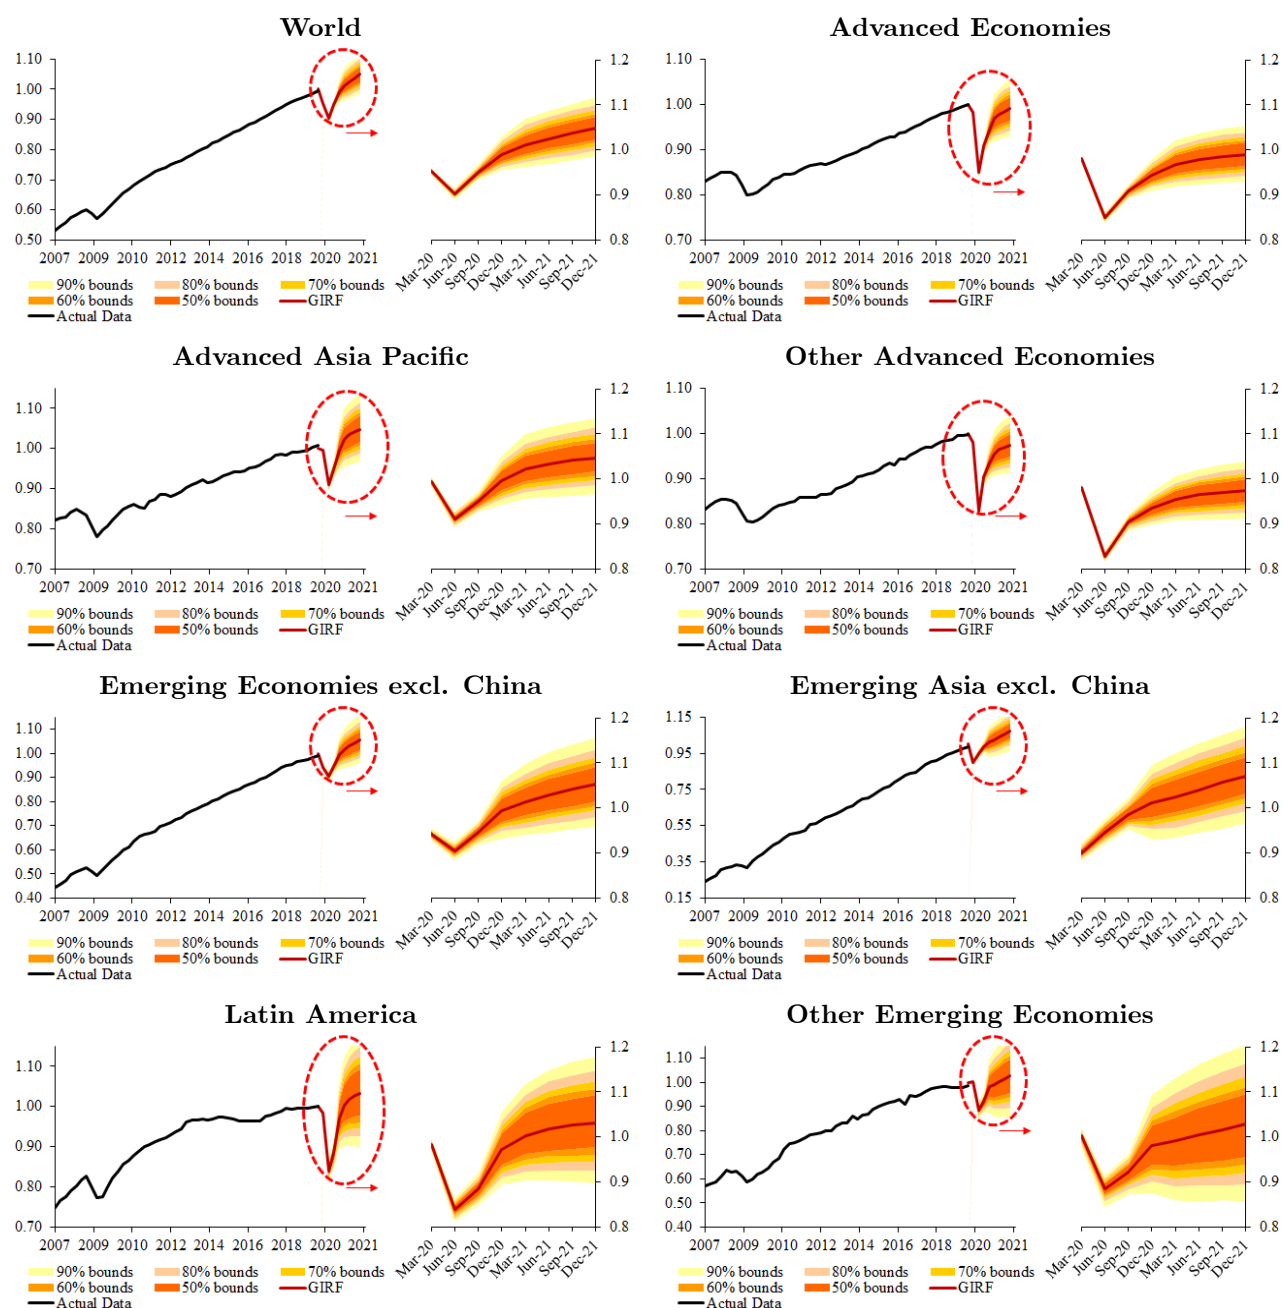 World
1.10
1.00
0.90
0.80
0.70
0.60
0.50
2007 2009 2010 2012 2014 2016 2018 2020 2021
1.2
1.1
1.0
0.9
0.8
Mar-20 Jun-20 Sep-20 Dec-20 Mar-21 Jun-21 Sep-21 Dec-21
90% bounds 80% bounds 70% bounds
60% bounds 50% bounds GIRF
Actual Data
Advanced Economies
1.10
1.00
0.90
0.80
0.70
2007 2009 2010 2012 2014 2016 2018 2020 2021
1.2
1.1
1.0
0.9
0.8
Mar-20 Jun-20 Sep-20 Dec-20 Mar-21 Jun-21 Sep-21 Dec-21
90% bounds 80% bounds 70% bounds
60% bounds 50% bounds GIRF
Actual Data
Advanced Asia Pacific
1.10
1.00
0.90
0.80
0.70
2007 2009 2010 2012 2014 2016 2018 2020 2021
1.2
1.1
1.0
0.9
0.8
Mar-20 Jun-20 Sep-20 Dec-20 Mar-21 Jun-21 Sep-21 Dec-21
90% bounds 80% bounds 70% bounds
60% bounds 50% bounds GIRF
Actual Data
Other Advanced Economies
1.10
1.00
0.90
0.80
0.70
2007 2009 2010 2012 2014 2016 2018 2020 2021
1.2
1.1
1.0
0.9
0.8
Mar-20 Jun-20 Sep-20 Dec-20 Mar-21 Jun-21 Sep-21 Dec-21
90% bounds 80% bounds 70% bounds
60% bounds 50% bounds GIRF
Actual Data
Emerging Economies excl. China
1.10
1.00
0.90
0.80
0.70
0.60
0.50
0.40
2007 2009 2010 2012 2014 2016 2018 2020 2021
1.2
1.1
1.0
0.9
0.8
Mar-20 Jun-20 Sep-20 Dec-20 Mar-21 Jun-21 Sep-21 Dec-21
90% bounds 80% bounds 70% bounds
60% bounds 50% bounds GIRF
Actual Data
Emerging Asia excl. China
1.15
0.95
0.75
0.55
0.35
0.15
2007 2009 2010 2012 2014 2016 2018 2020 2021
1.2
1.1
1.0
0.9
0.8
Mar-20 Jun-20 Sep-20 Dec-20 Mar-21 Jun-21 Sep-21 Dec-21
90% bounds 80% bounds 70% bounds
60% bounds 50% bounds GIRF
Actual Data
Latin America
1.10
1.00
0.90
0.80
0.70
2007 2009 2010 2012 2014 2016 2018 2020 2021
1.2
1.1
1.0
0.9
0.8
Mar-20 Jun-20 Sep-20 Dec-20 Mar-21 Jun-21 Sep-21 Dec-21
90% bounds 80% bounds 70% bounds
60% bounds 50% bounds GIRF
Actual Data
Other Emerging Economies
1.10
1.00
0.90
0.80
0.70
0.60
0.50
0.40
2007 2009 2010 2012 2014 2016 2018 2020 2021
1.2
1.1
1.0
0.9
0.8
Mar-20 Jun-20 Sep-20 Dec-20 Mar-21 Jun-21 Sep-21 Dec-21
90% bounds 80% bounds 70% bounds
60% bounds 50% bounds GIRF
Actual Data